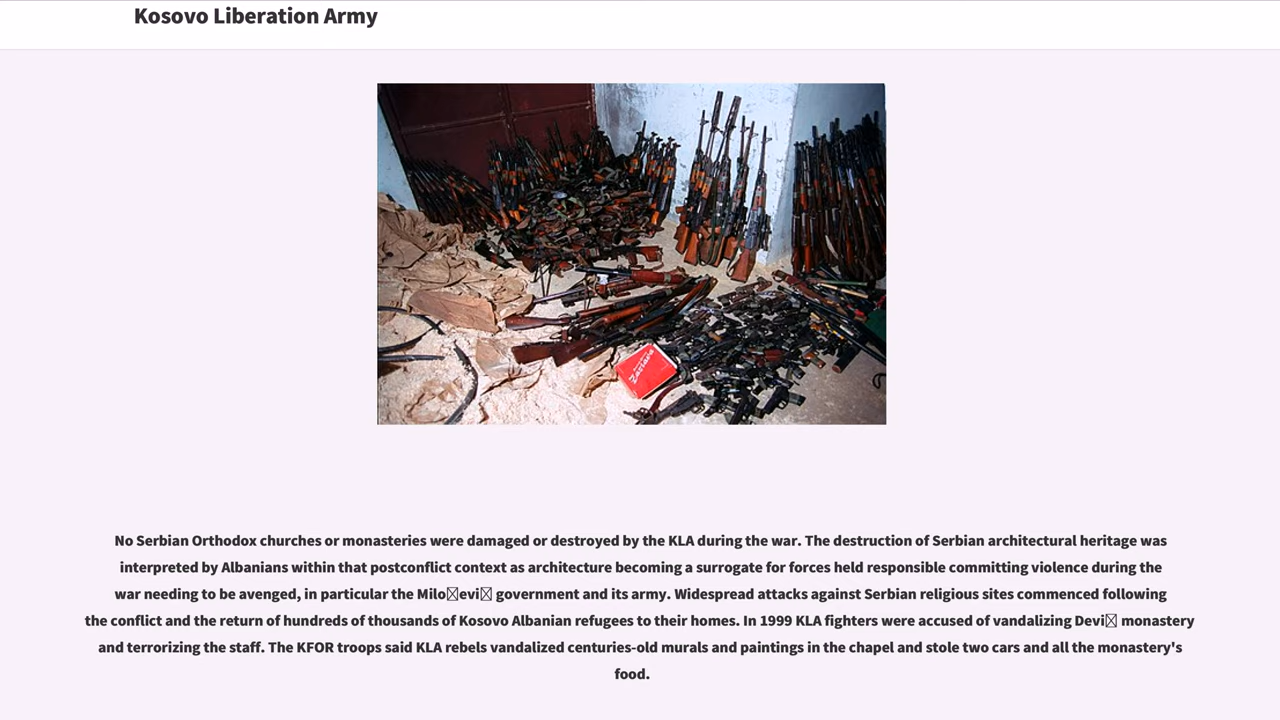 Kosovo Liberation Army
Zastava
No Serbian Orthodox churches or monasteries were damaged or destroyed by the KLA during the war. The destruction of Serbian architectural heritage was
interpreted by Albanians within that postconflict context as architecture becoming a surrogate for forces held responsible committing violence during the
war needing to be avenged, in particular the Milo□evi□ government and its army. Widespread attacks against Serbian religious sites commenced following
the conflict and the return of hundreds of thousands of Kosovo Albanian refugees to their homes. In 1999 KLA fighters were accused of vandalizing Devi□ monastery
and terrorizing the staff. The KFOR troops said KLA rebels vandalized centuries-old murals and paintings in the chapel and stole two cars and all the monastery's
food.